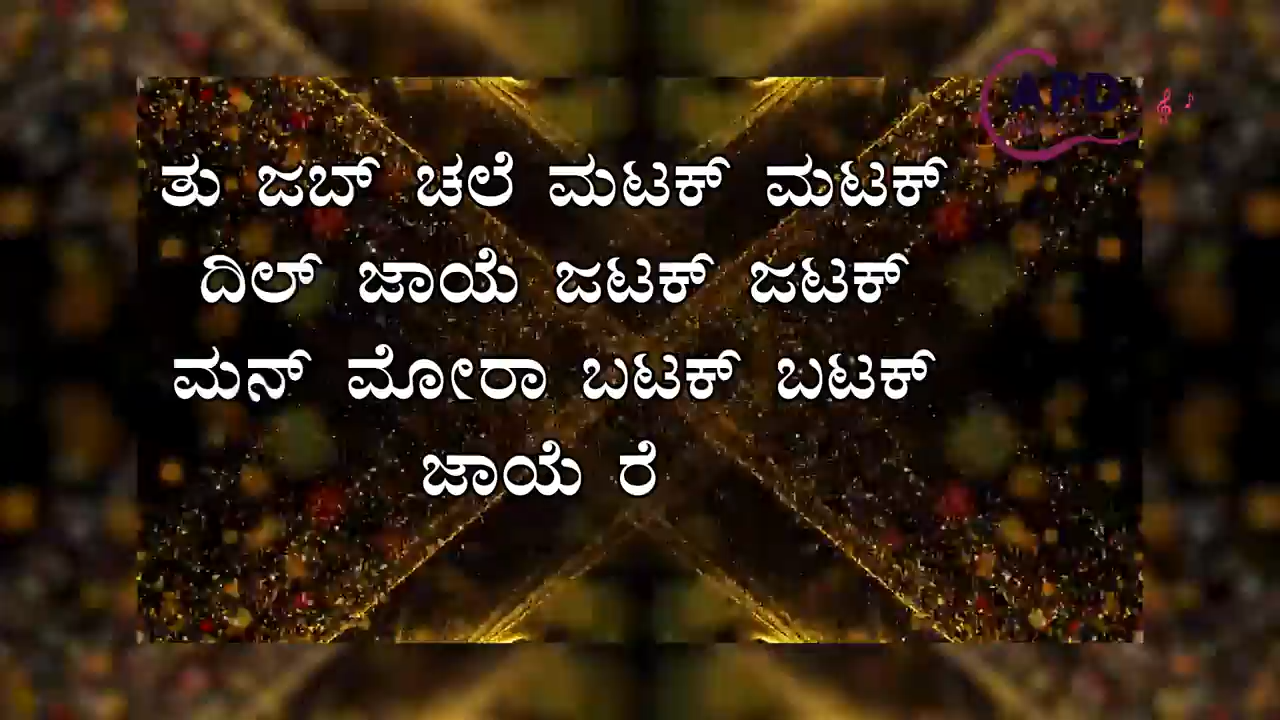 APD
ತು ಜಬ್ ಚಲೆ ಮಟಕ್ ಮಟಕ್
ದಿಲ್ ಜಾಯೆ ಜಟಕ್ ಜಟಕ್
ಮನ್ ಮೋರಾ ಬಟಕ್ ಬಟಕ್
ಜಾಯೆ ರೆ